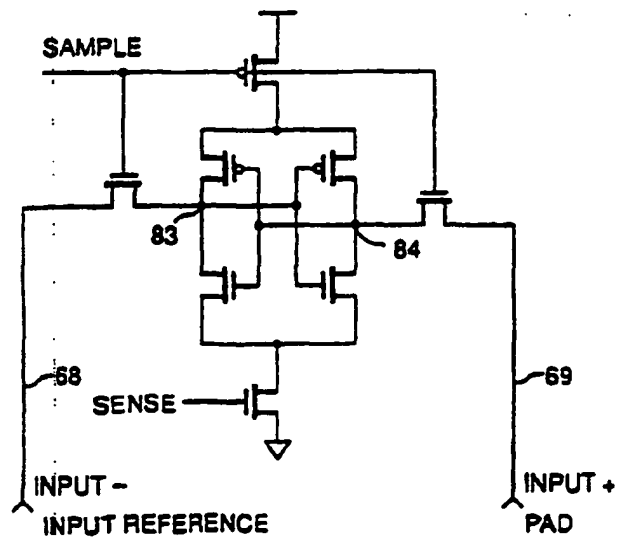 SAMPLE
83
84
68
69
SENSE
INPUT -
INPUT REFERENCE
INPUT +
PAD